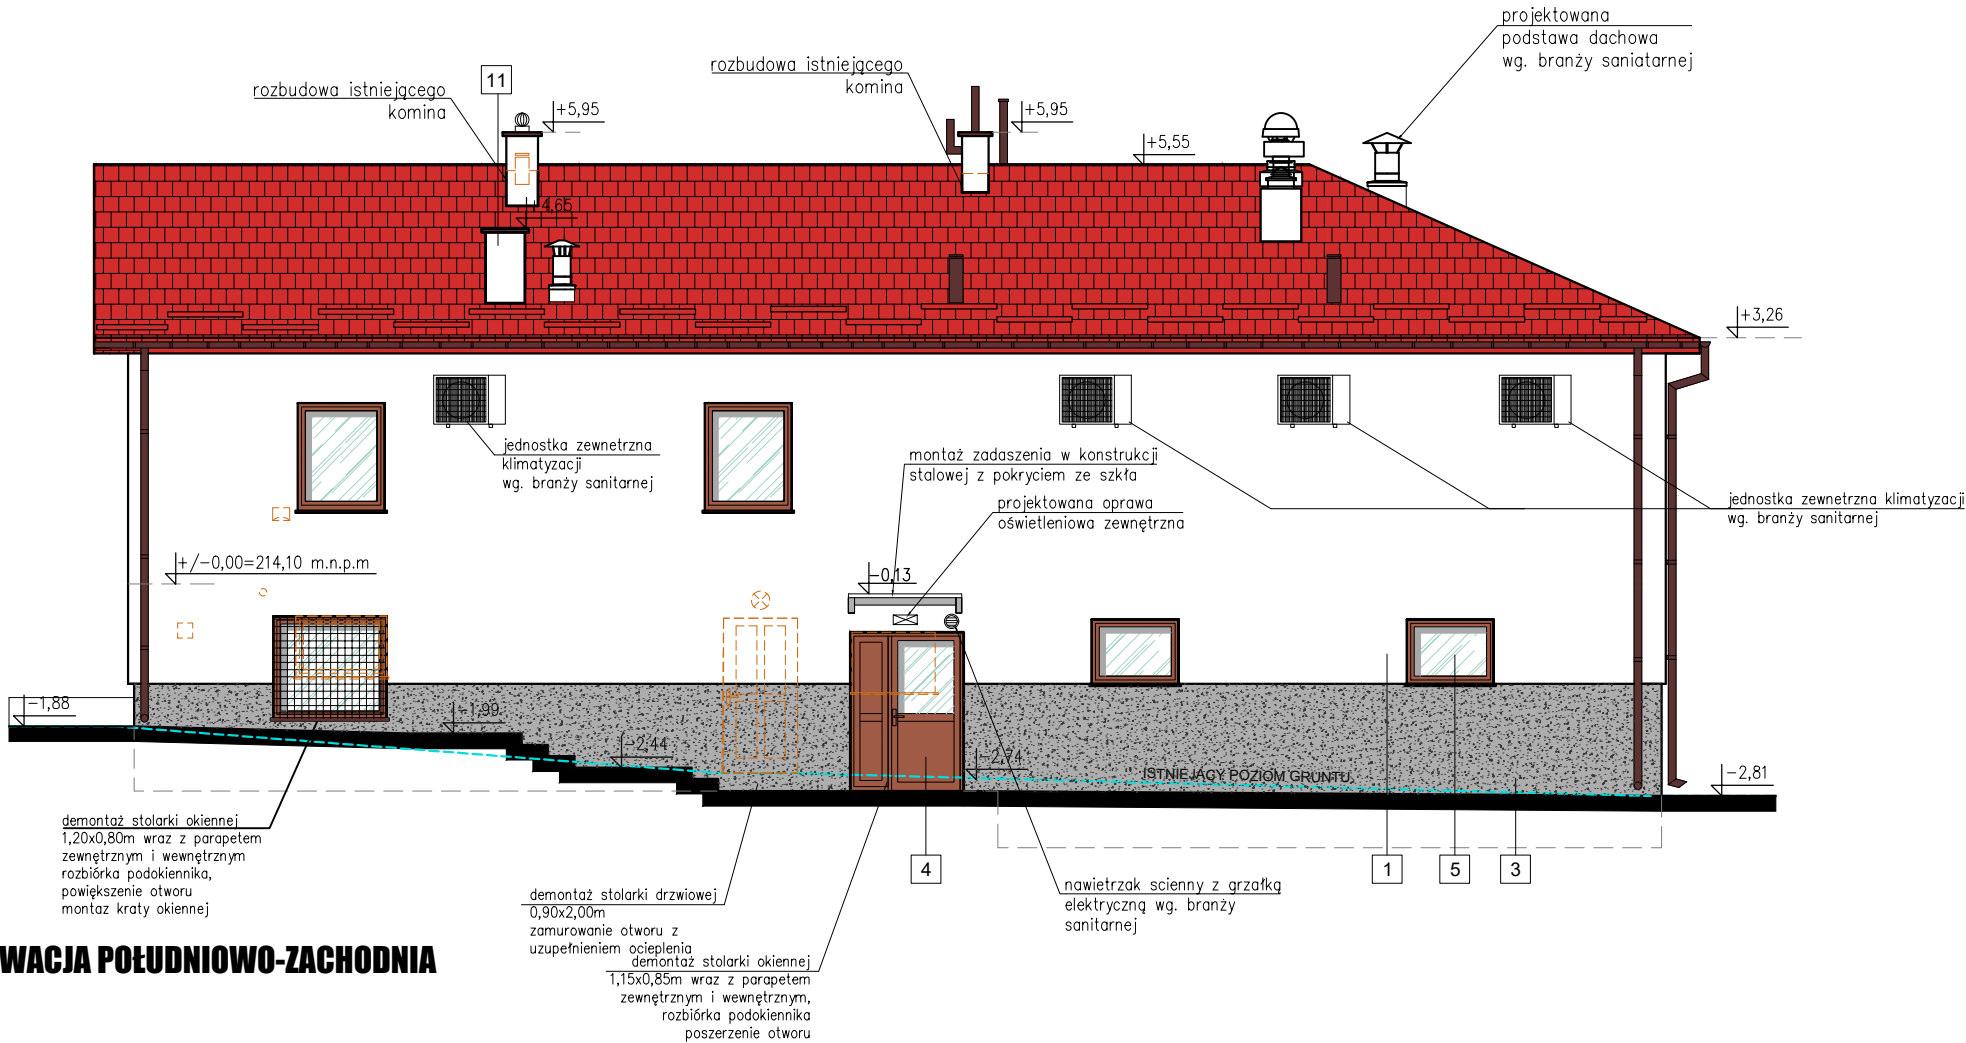 projektowana
podstawa dachowa
wg. branży saniatarnej
rozbudowa istniejącego
komina
11
rozbudowa istniejącego
komina
+5,95
+5,95
+5,55
+4,65
+3,26
jednostka zewnetrzna
klimatyzacji
wg. branży sanitarnej
montaż zadaszenia w konstrukcji
stalowej z pokryciem ze szkła
projektowana oprawa
oświetleniowa zewnętrzna
jednostka zewnetrzna klimatyzacji
wg. branży sanitarnej
+/-0,00=214,10 m.n.p.m
-0,13
-1,88
-1,99
-2,44
-2,74
ISTNIEJĄCY POZIOM GRUNTU
-2,81
demontaż stolarki okiennej
1,20x0,80m wraz z parapetem
zewnętrznym i wewnętrznym
rozbiórka podokiennika,
powiększenie otworu
montaz kraty okiennej
4
1
5
3
demontaż stolarki drzwiowej
0,90x2,00m
zamurowanie otworu z
uzupełnieniem ocieplenia
nawietrzak scienny z grzałką
elektryczną wg. branży
sanitarnej
WACJA POŁUDNIOWO-ZACHODNIA
demontaż stolarki okiennej
1,15x0,85m wraz z parapetem
zewnętrznym i wewnętrznym,
rozbiórka podokiennika
poszerzenie otworu